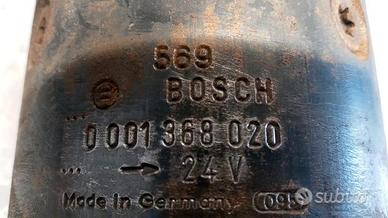 569
BOSCH
0 001 368 020
24 V
Made in Germany
subito